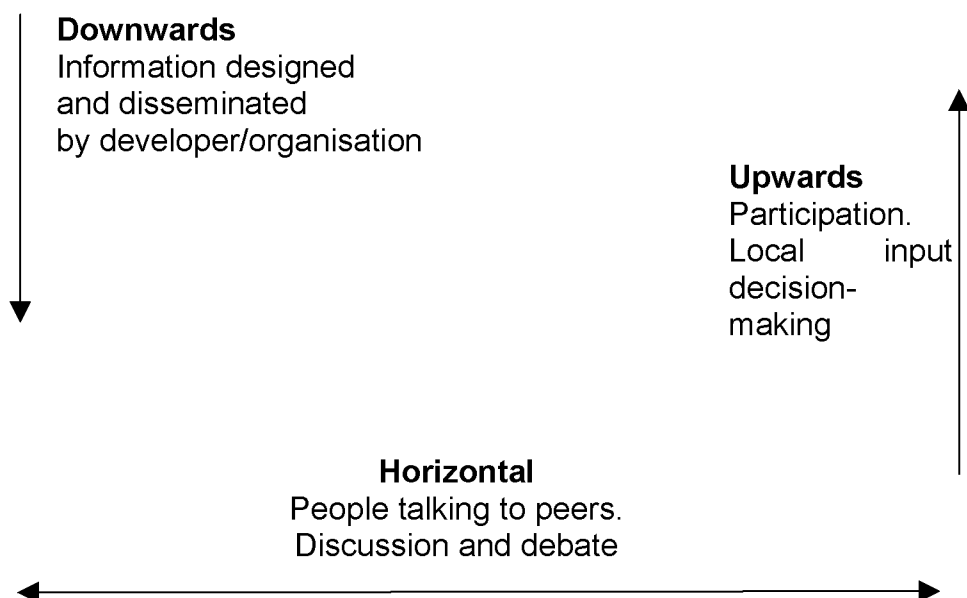 Downwards
Information designed
and disseminated
by developer/organisation
Upwards
Participation.
Local input
decision-
making
Horizontal
People talking to peers.
Discussion and debate